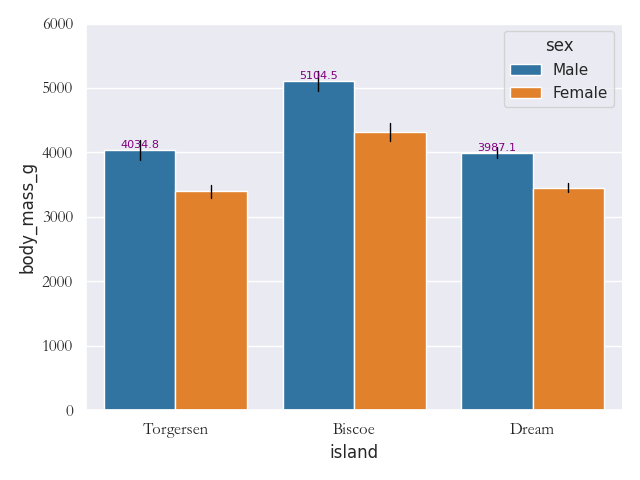 6000
5000
4000
3000
2000
1000
0
body_mass_g
4034.8
5104.5
3987.1
sex
Male
Female
Torgersen
Biscoe
Dream
island